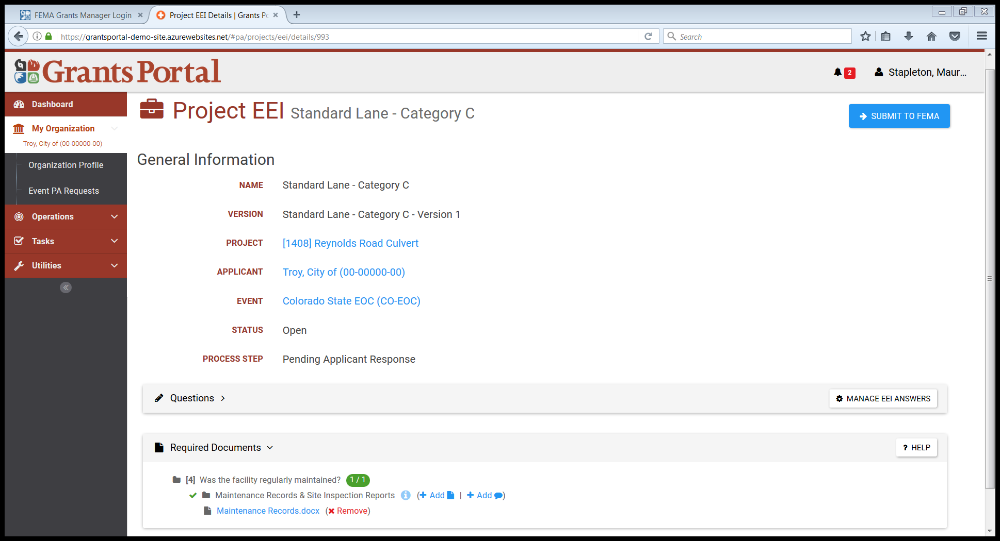 FEMA Grants Manager Login
Project EEI Details | Grants Po
https://grantsportal-demo-site.azurewebsites.net/#pa/projects/eei/details/993
Search
Grants Portal
2
Stapleton, Maur...
Dashboard
My Organization
Troy, City of (00-00000-00)
Organization Profile
Event PA Requests
Operations
Tasks
Utilities
Project EEI Standard Lane - Category C
SUBMIT TO FEMA
General Information
NAME Standard Lane - Category C
VERSION Standard Lane - Category C - Version 1
PROJECT [1408] Reynolds Road Culvert
APPLICANT Troy, City of (00-00000-00)
EVENT Colorado State EOC (CO-EOC)
STATUS Open
PROCESS STEP Pending Applicant Response
Questions
MANAGE EEI ANSWERS
Required Documents
? HELP
[4] Was the facility regularly maintained? 1 / 1
Maintenance Records & Site Inspection Reports (+ Add | + Add )
Maintenance Records.docx (✖ Remove)